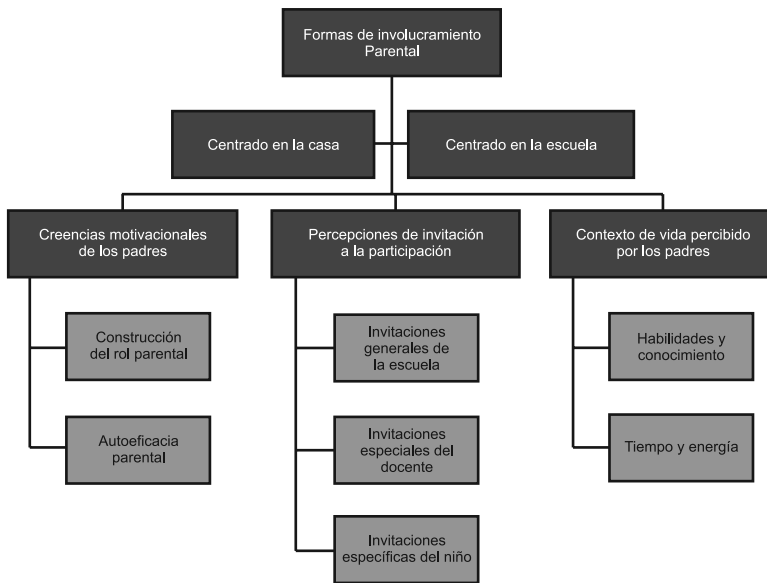 Formas de involucramiento
Parental
Centrado en la casa
Centrado en la escuela
Creencias motivacionales
de los padres
Percepciones de invitación
a la participación
Contexto de vida percibido
por los padres
Construcción
del rol parental
Autoeficacia
parental
Invitaciones
generales de
la escuela
Invitaciones
especiales del
docente
Invitaciones
específicas del niño
Habilidades y
conocimiento
Tiempo y energía